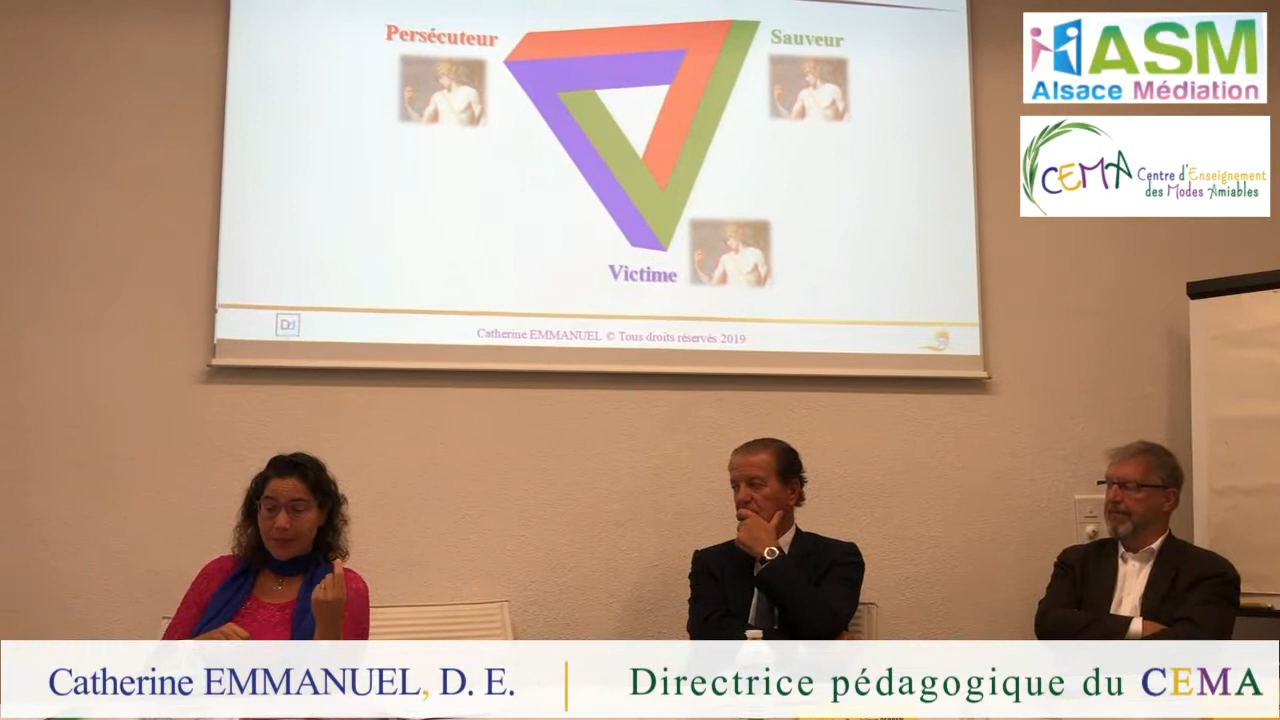 Persécuteur
Sauveur
Victime
Catherine EMMANUEL © Tous droits réservés 2019
ASM
Alsace Médiation
CEMA Centre d'Enseignement
des Modes Amiables
Catherine EMMANUEL, D. E.
Directrice pédagogique du CEMA